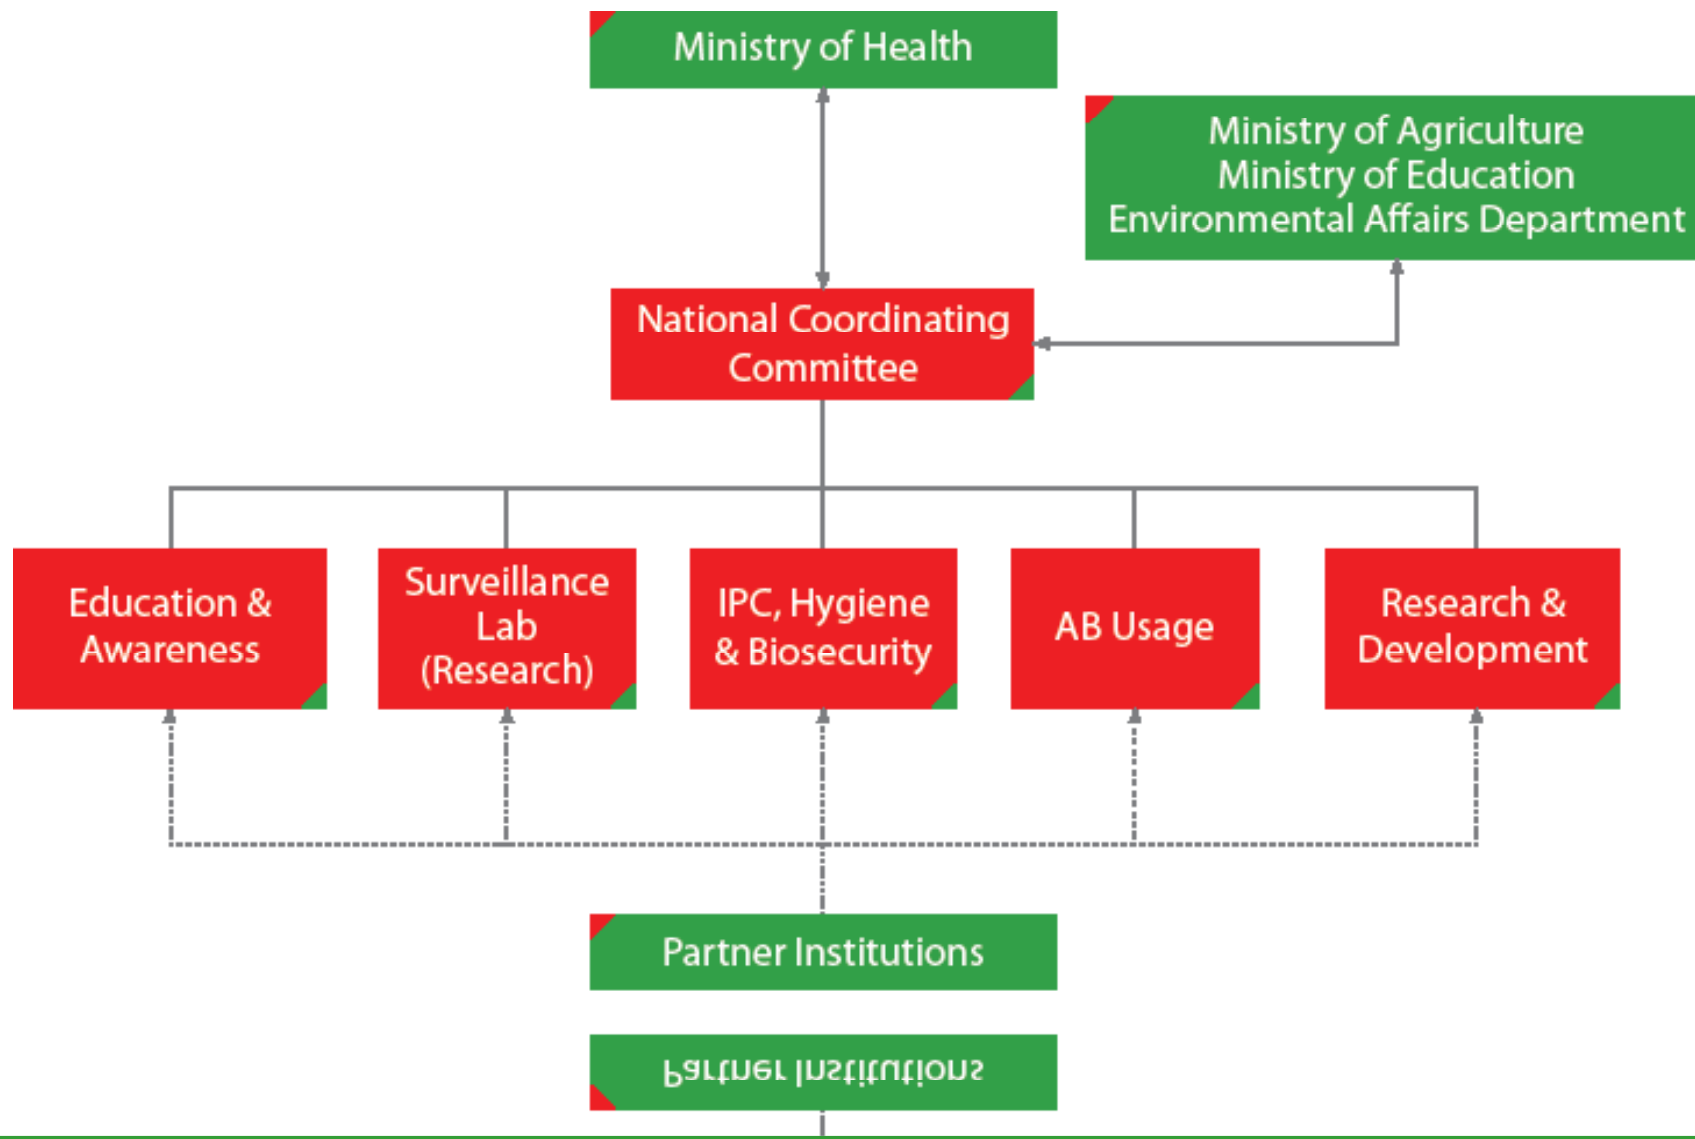 Ministry of Health
Ministry of Agriculture
Ministry of Education
Environmental Affairs Department
National Coordinating
Committee
Education &
Awareness
Surveillance
Lab
(Research)
IPC, Hygiene
& Biosecurity
AB Usage
Research &
Development
Partner Institutions
Partner Institutions